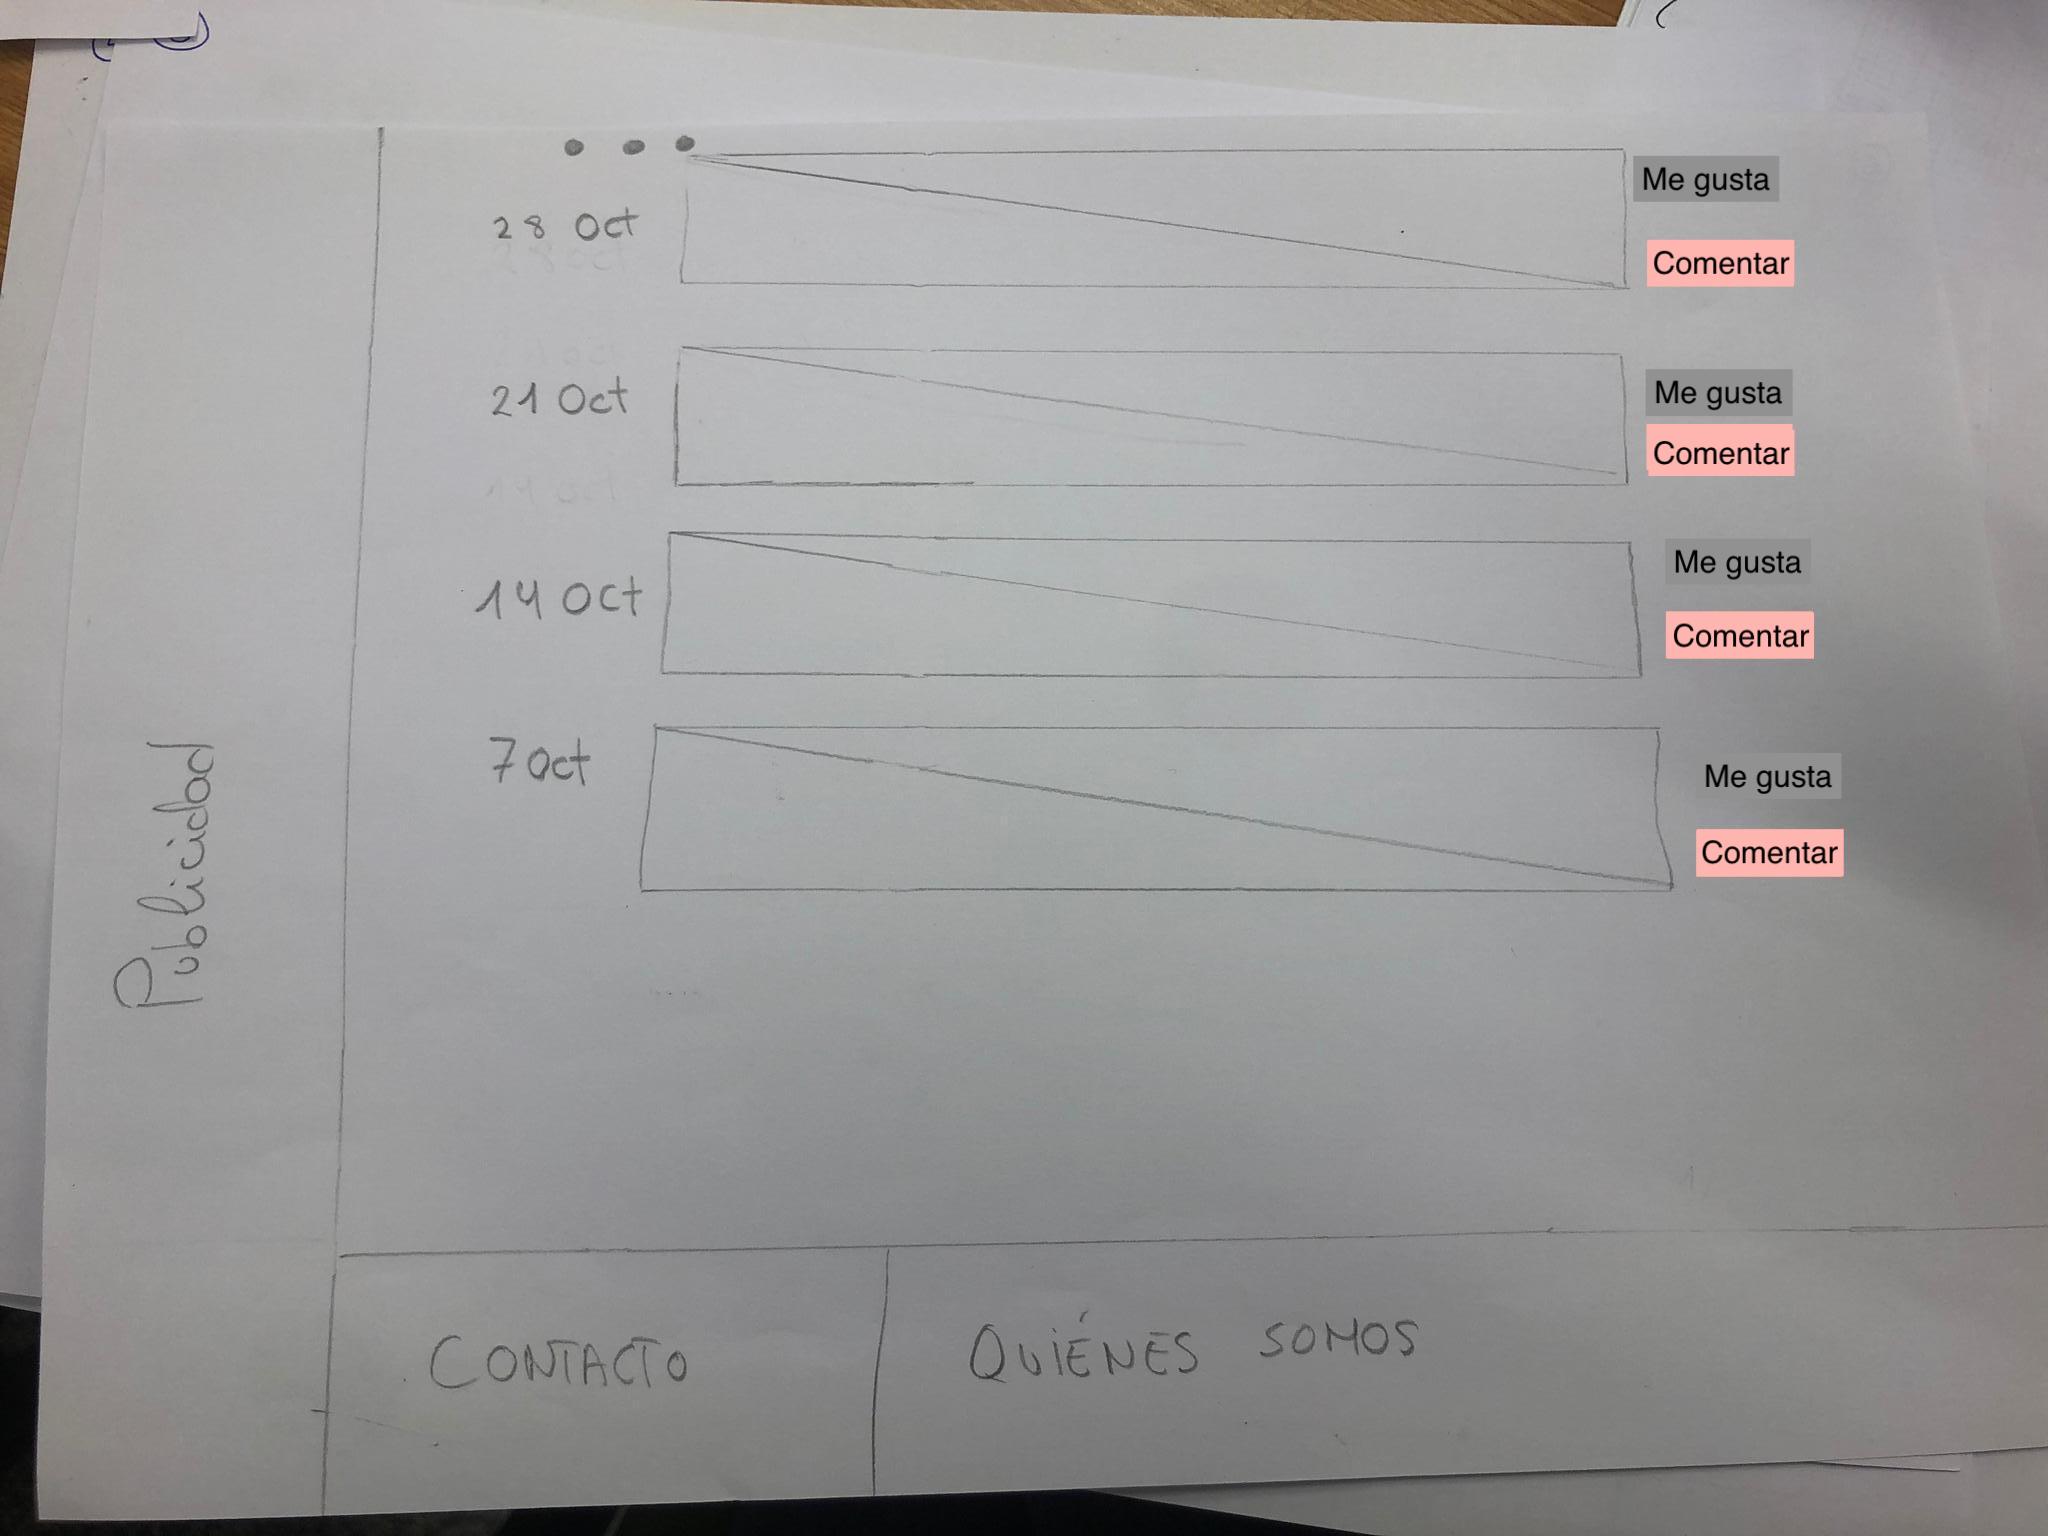 28 Oct
Me gusta
Comentar
21 Oct
Me gusta
Comentar
14 Oct
Me gusta
Comentar
7 Oct
Me gusta
Comentar
Publicidad
CONTACTO
QUIÉNES SOMOS